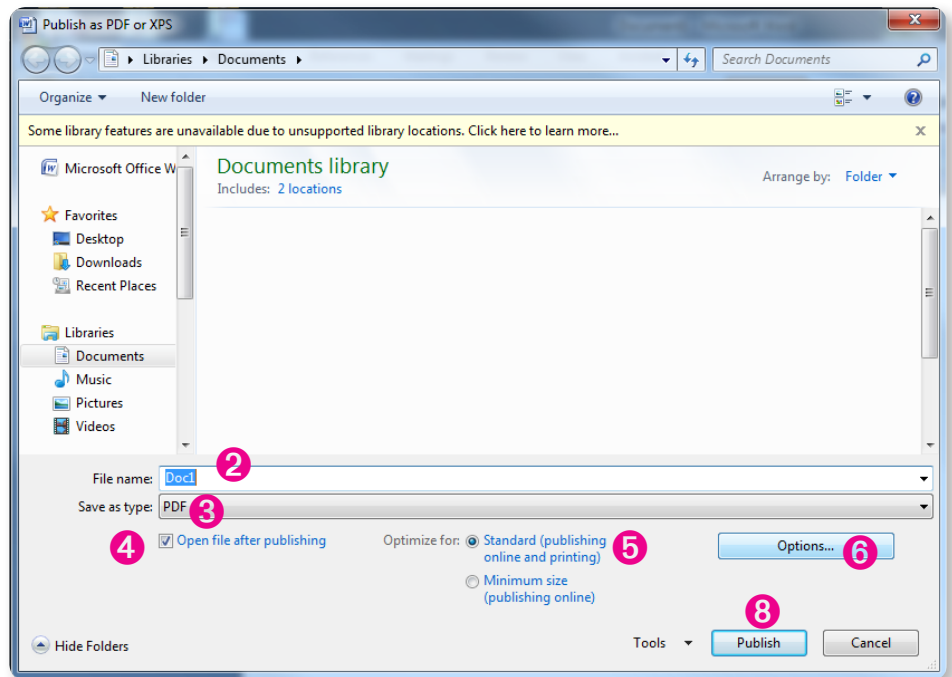 Publish as PDF or XPS
Libraries Documents
Search Documents
Organize New folder
Some library features are unavailable due to unsupported library locations. Click here to learn more... x
Microsoft Office W
Documents library
Includes: 2 locations
Arrange by: Folder
Favorites
Desktop
Downloads
Recent Places
Libraries
Documents
Music
Pictures
Videos
2
File name: Doc1
Save as type: PDF 3
4 Open file after publishing
Optimize for: Standard (publishing
online and printing) 5
Minimum size
(publishing online)
Options... 6
8
Hide Folders
Tools Publish Cancel